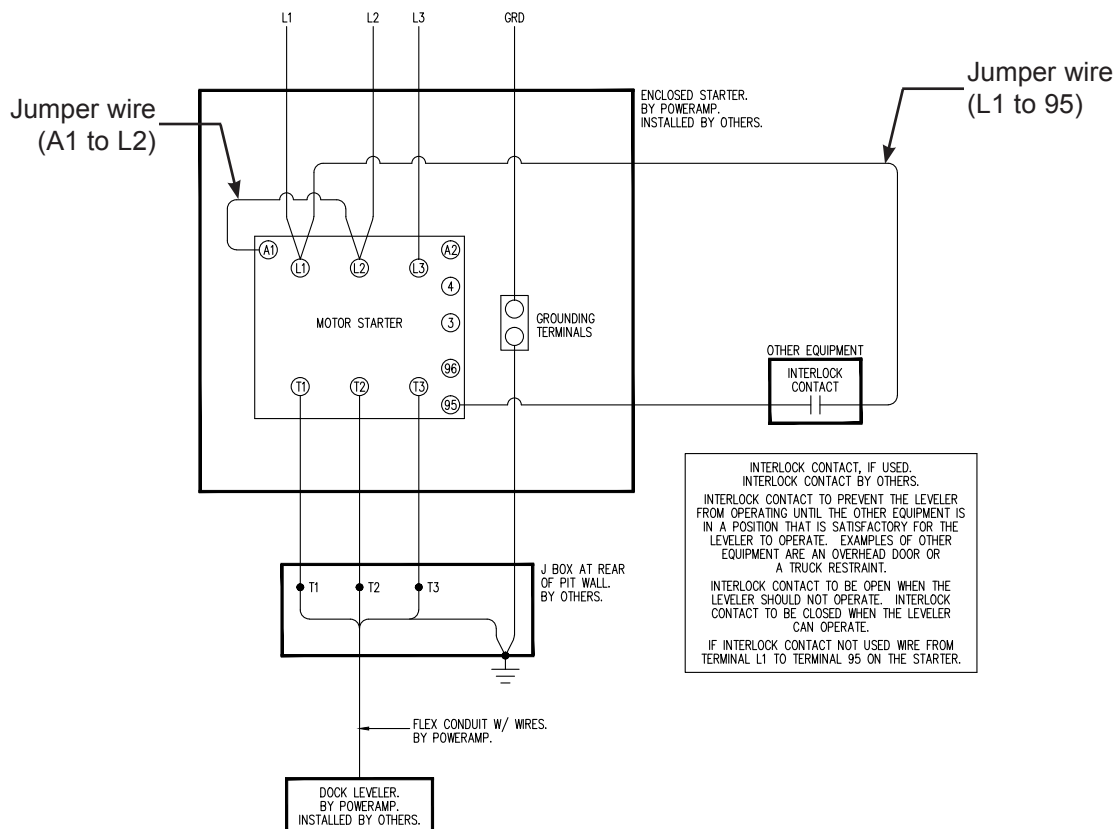 L1
L2
L3
GRD
Jumper wire
(A1 to L2)
Jumper wire
(L1 to 95)
ENCLOSED STARTER.
BY POWERAMP.
INSTALLED BY OTHERS.
A1
L1
L2
L3
A2
4
3
96
95
MOTOR STARTER
T1
T2
T3
GROUNDING
TERMINALS
OTHER EQUIPMENT
INTERLOCK
CONTACT
INTERLOCK CONTACT, IF USED.
INTERLOCK CONTACT BY OTHERS.
INTERLOCK CONTACT TO PREVENT THE LEVELER
FROM OPERATING UNTIL THE OTHER EQUIPMENT IS
IN A POSITION THAT IS SATISFACTORY FOR THE
LEVELER TO OPERATE. EXAMPLES OF OTHER
EQUIPMENT ARE AN OVERHEAD DOOR OR
A TRUCK RESTRAINT.
INTERLOCK CONTACT TO BE OPEN WHEN THE
LEVELER SHOULD NOT OPERATE. INTERLOCK
CONTACT TO BE CLOSED WHEN THE LEVELER
CAN OPERATE.
IF INTERLOCK CONTACT NOT USED WIRE FROM
TERMINAL L1 TO TERMINAL 95 ON THE STARTER.
T1
T2
T3
J BOX AT REAR
OF PIT WALL.
BY OTHERS.
FLEX CONDUIT W/ WIRES.
BY POWERAMP.
DOCK LEVELER.
BY POWERAMP.
INSTALLED BY OTHERS.